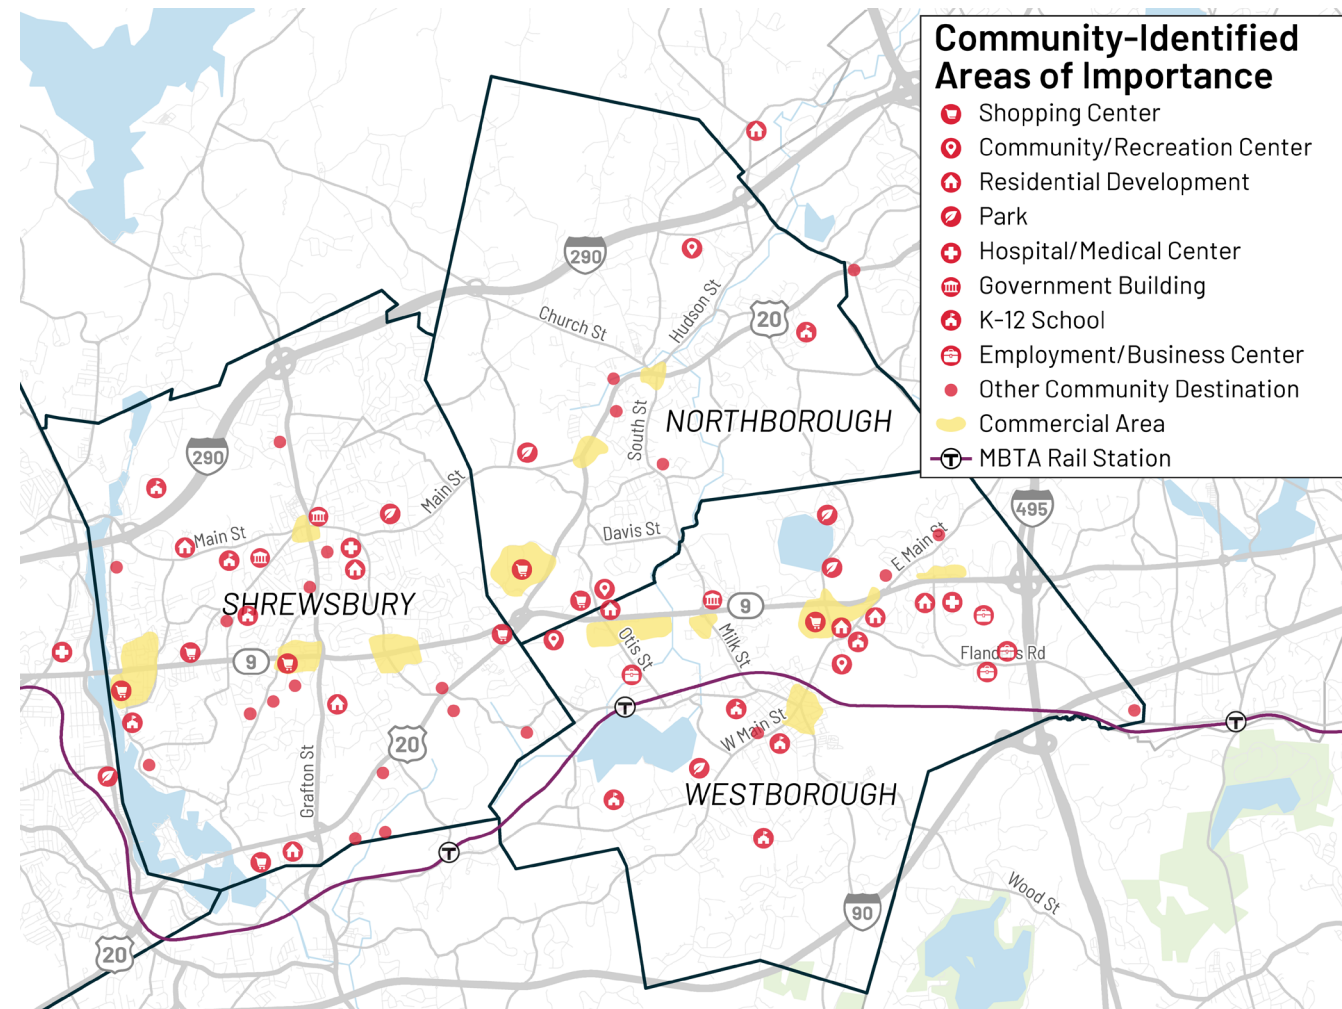 Community-Identified
Areas of Importance
Shopping Center
Community/Recreation Center
Residential Development
Park
Hospital/Medical Center
Government Building
K-12 School
Employment/Business Center
Other Community Destination
Commercial Area
T MBTA Rail Station
290
Church St
Hudson St
20
NORTHBOROUGH
South St
290
Main St
Main St
Davis St
495
E Main St
SHREWSBURY
9
9
Otis St
Milk St
Flanders Rd
T
T
20
W Main St
Grafton St
WESTBOROUGH
T
Wood St
90
20